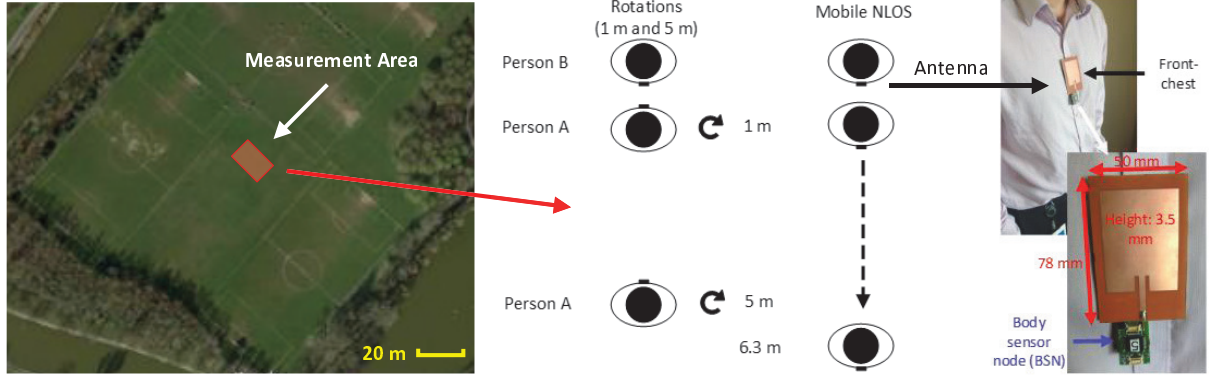 Measurement Area
20 m
Rotations
(1 m and 5 m)
Mobile NLOS
Person B
Person A
1 m
Person A
5 m
6.3 m
Antenna
Front-
chest
50 mm
Height: 3.5
mm
78 mm
Body
sensor
node (BSN)